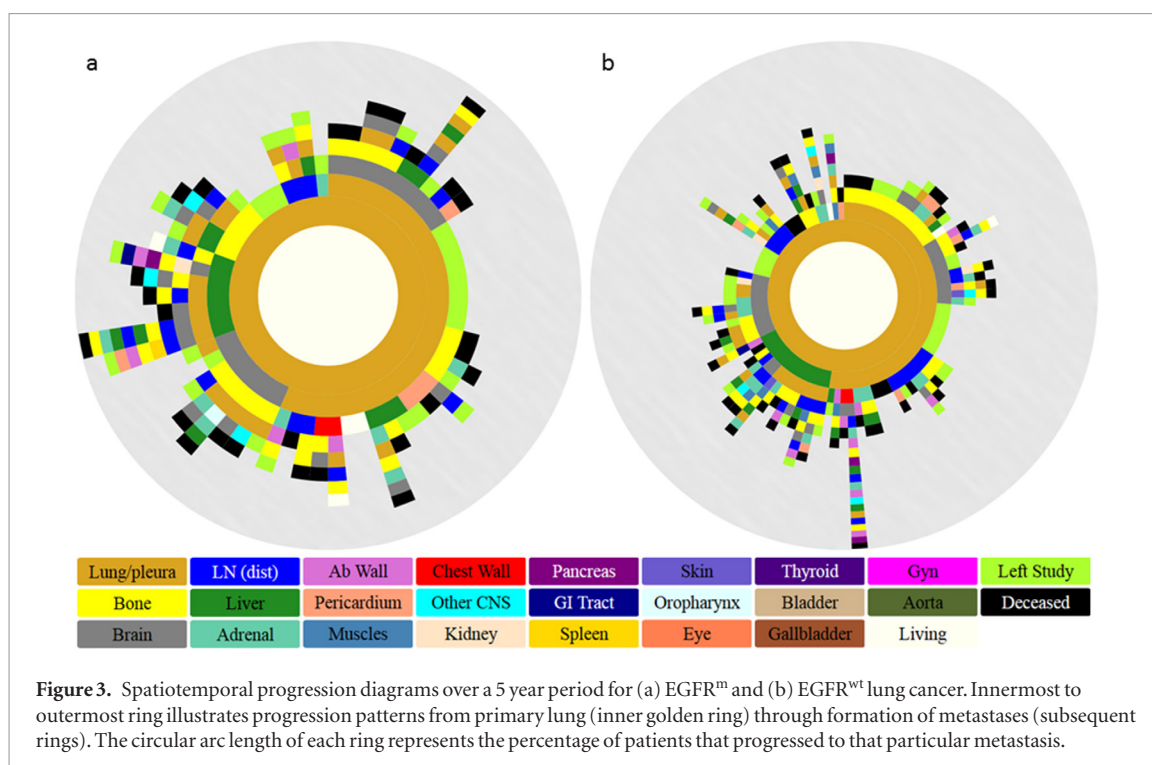 a
b
Lung/pleura LN (dist) Ab Wall Chest Wall Pancreas Skin Thyroid Gyn Left Study
Bone Liver Pericardium Other CNS GI Tract Oropharynx Bladder Aorta Deceased
Brain Adrenal Muscles Kidney Spleen Eye Gallbladder Living
Figure 3. Spatiotemporal progression diagrams over a 5 year period for (a) EGFRᵐ and (b) EGFRʷᵗ lung cancer. Innermost to
outermost ring illustrates progression patterns from primary lung (inner golden ring) through formation of metastases (subsequent
rings). The circular arc length of each ring represents the percentage of patients that progressed to that particular metastasis.